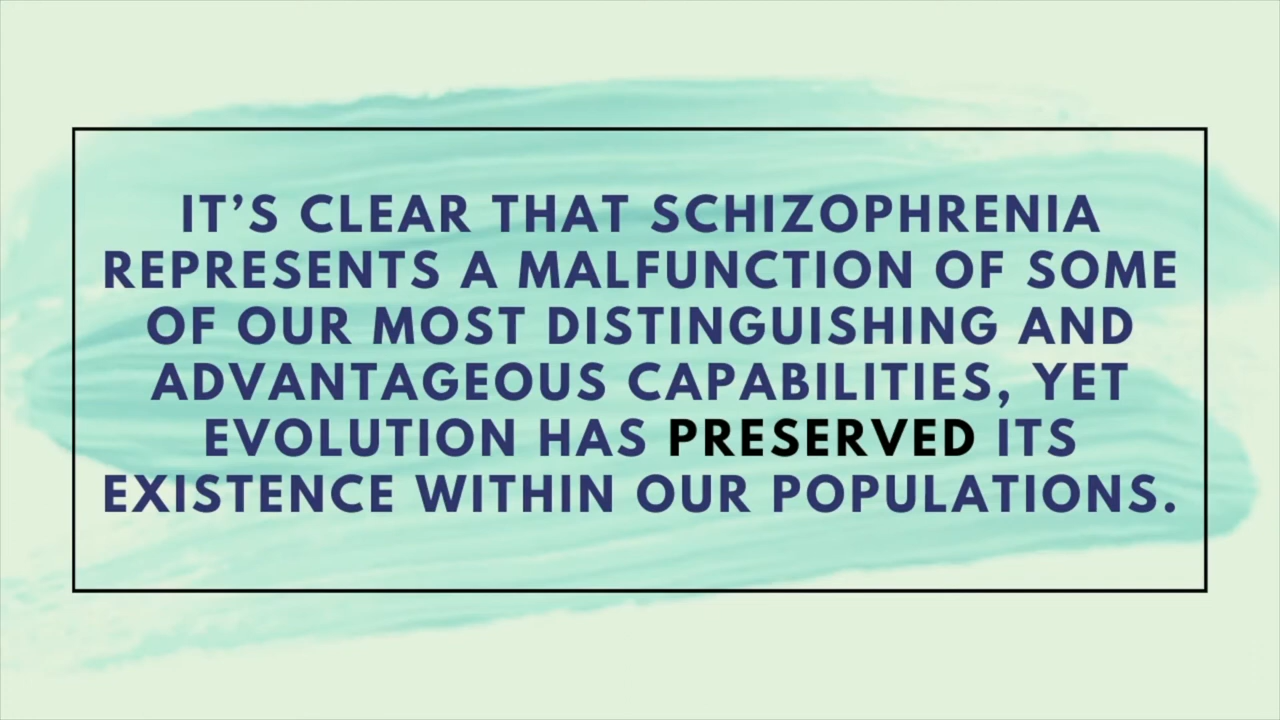 IT’S CLEAR THAT SCHIZOPHRENIA
REPRESENTS A MALFUNCTION OF SOME
OF OUR MOST DISTINGUISHING AND
ADVANTAGEOUS CAPABILITIES, YET
EVOLUTION HAS PRESERVED ITS
EXISTENCE WITHIN OUR POPULATIONS.